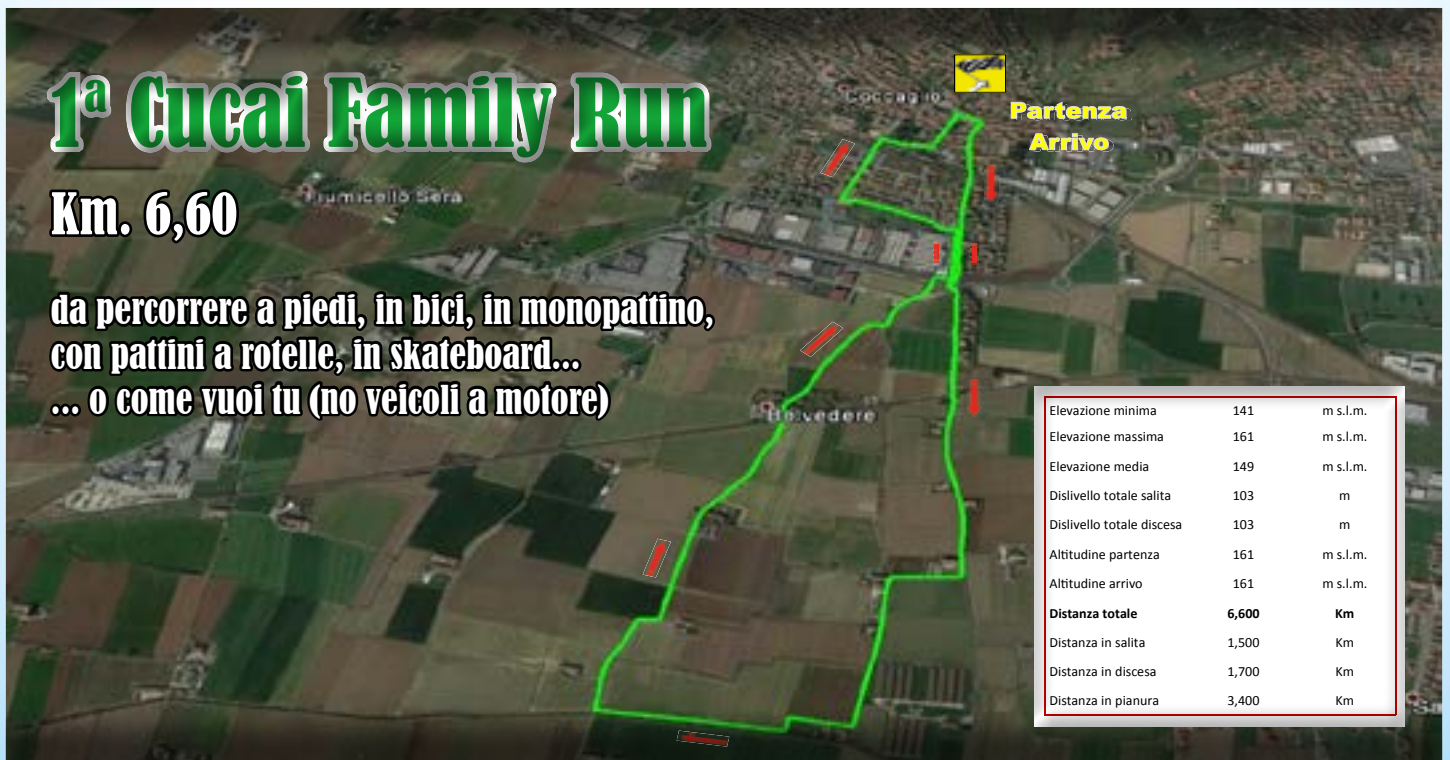 1ª Cucai Family Run
Km. 6,60
da percorrere a piedi, in bici, in monopattino,
con pattini a rotelle, in skateboard...
... o come vuoi tu (no veicoli a motore)
Coccaglio
Partenza
Arrivo
Fiumicello Sera
Belvedere
Elevazione minima 141 m s.l.m.
Elevazione massima 161 m s.l.m.
Elevazione media 149 m s.l.m.
Dislivello totale salita 103 m
Dislivello totale discesa 103 m
Altitudine partenza 161 m s.l.m.
Altitudine arrivo 161 m s.l.m.
Distanza totale 6,600 Km
Distanza in salita 1,500 Km
Distanza in discesa 1,700 Km
Distanza in pianura 3,400 Km